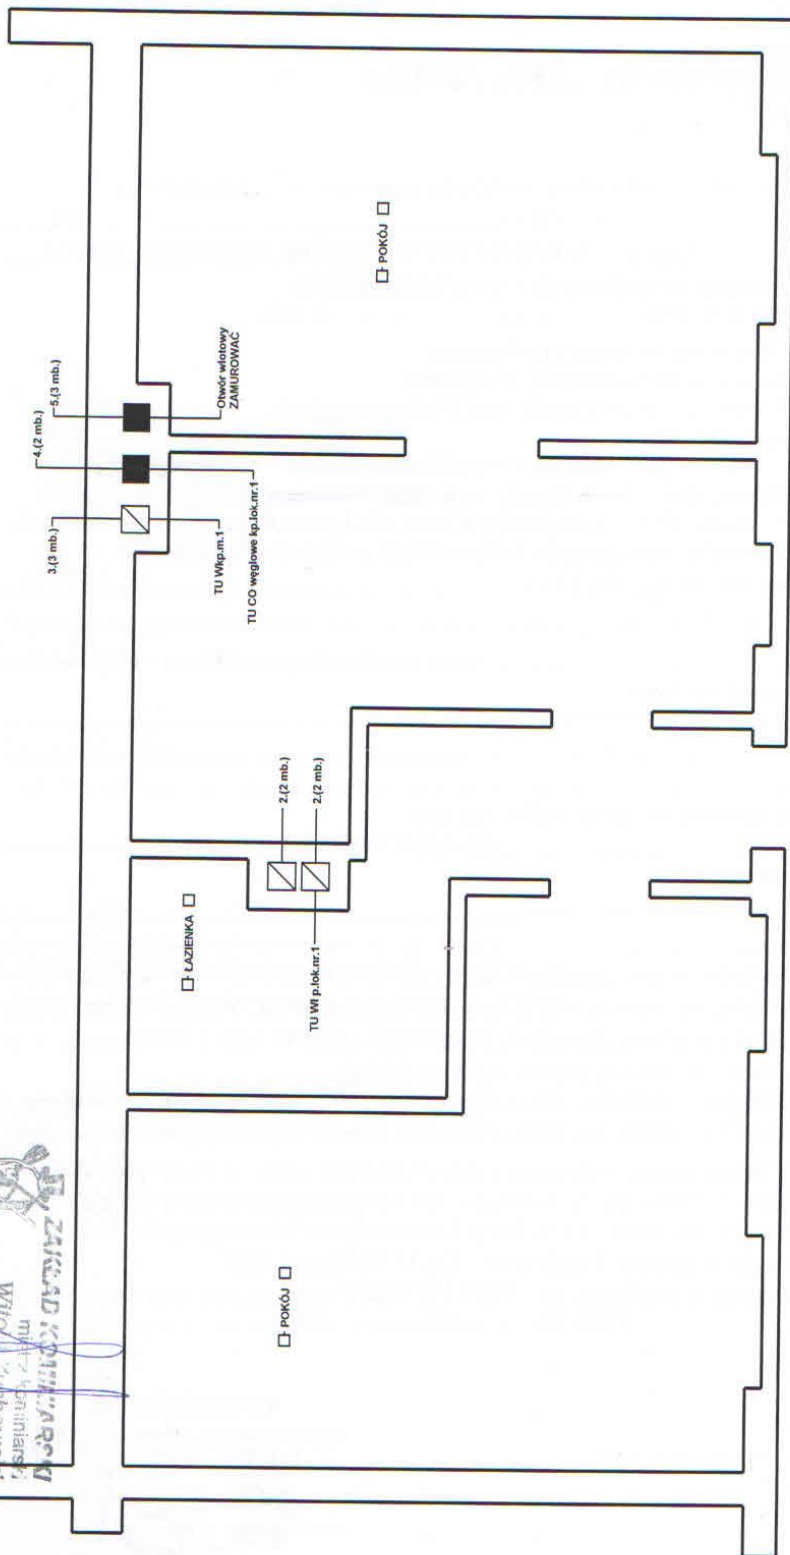 5,(3 mb.)
4,(2 mb.)
3,(3 mb.)
Otwór wlotowy
ZAMUROWAĆ
TU Wkp.m.1
TU CO węglowe kp.lok.nr.1
POKÓJ
2,(2 mb.)
2,(2 mb.)
TU Wł p.lok.nr.1
ŁAZIENKA
POKÓJ
ZAKŁAD KOMINIARSKI
mistrz kominiarski